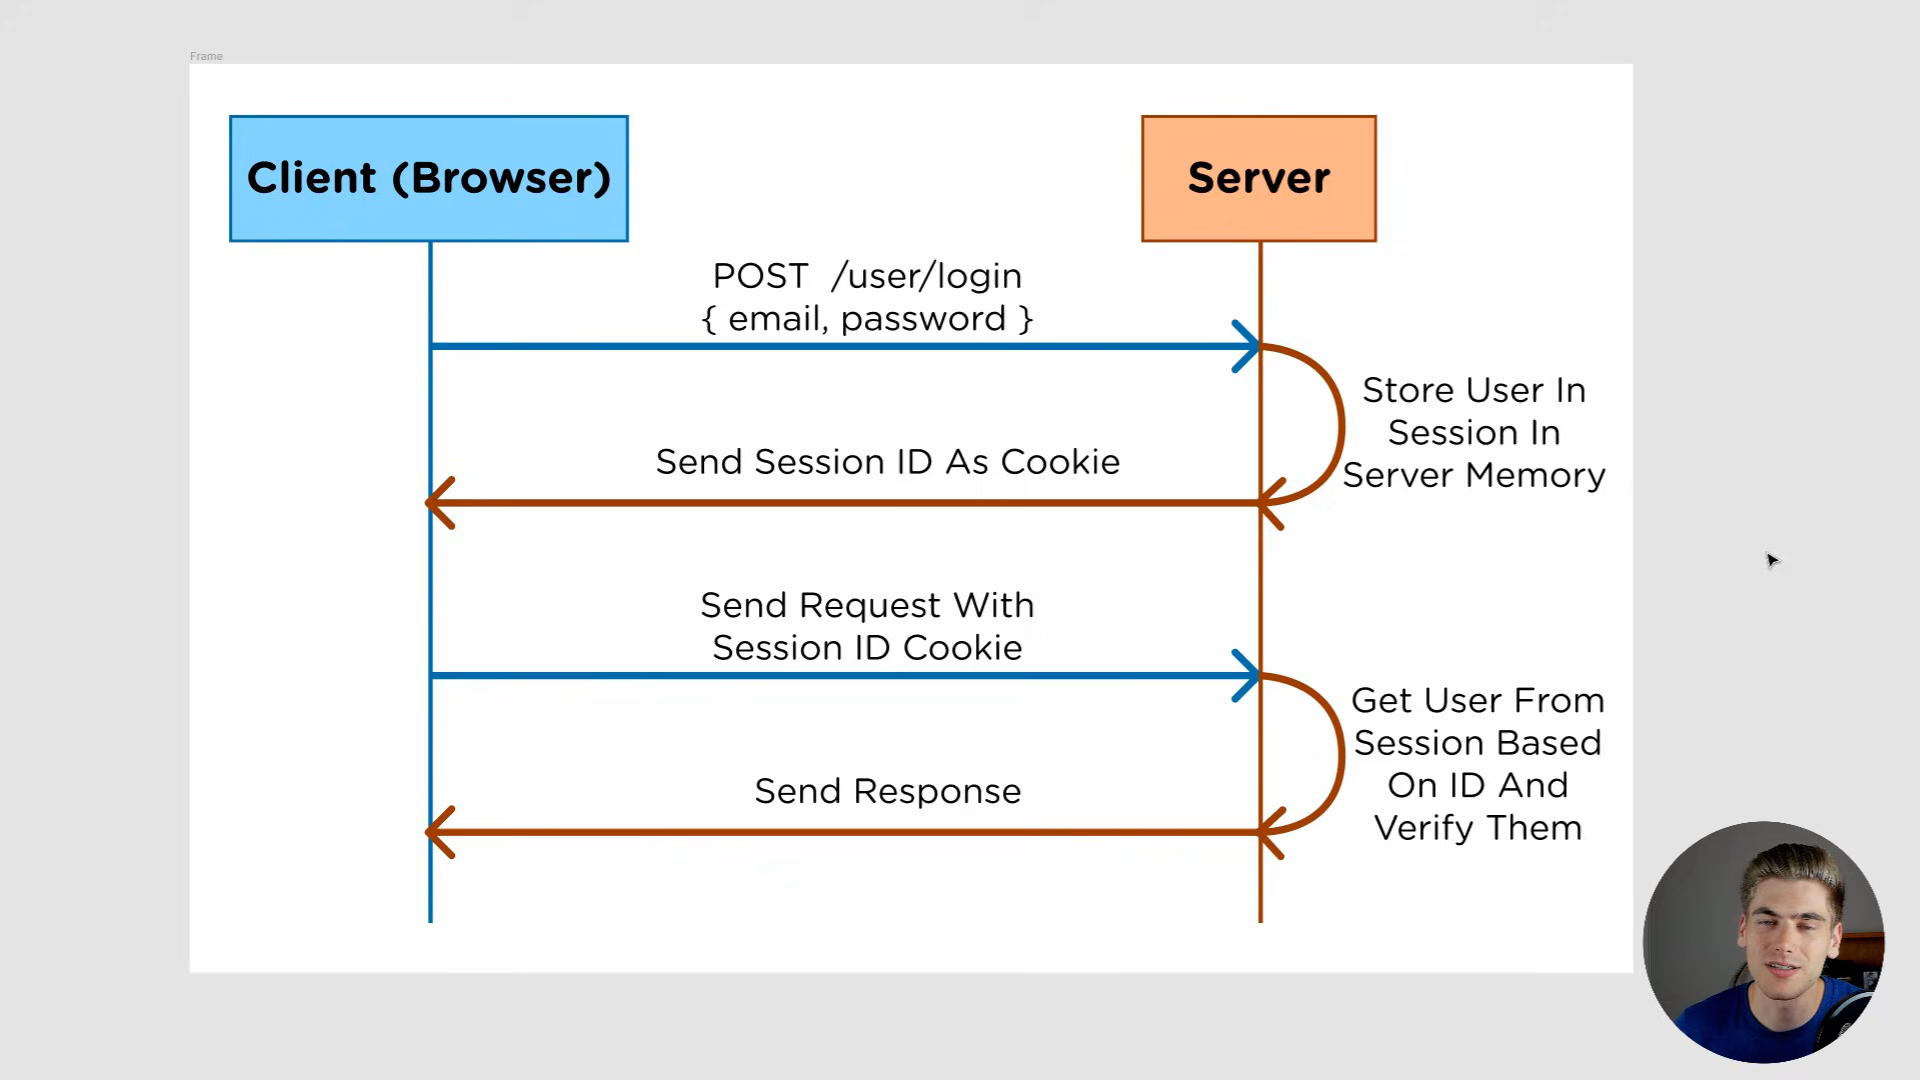 Frame
Client (Browser)
Server
POST /user/login
{ email, password }
Store User In
Session In
Server Memory
Send Session ID As Cookie
Send Request With
Session ID Cookie
Get User From
Session Based
On ID And
Verify Them
Send Response